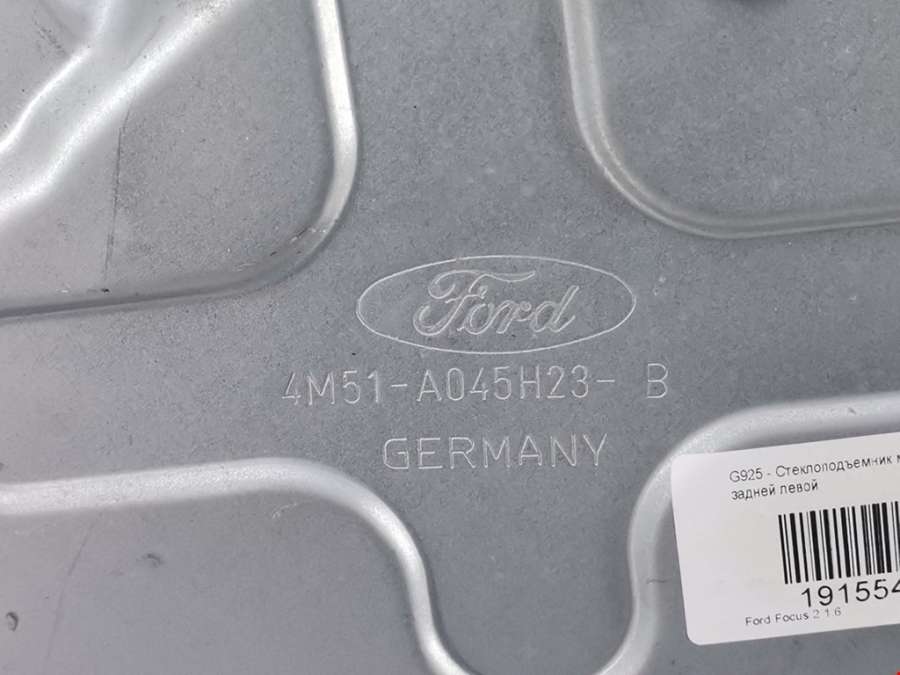 Ford
4M51-A045H23- B
GERMANY
G925 - Стеклоподъемник
задней левой
191554
Ford Focus 2 1.6